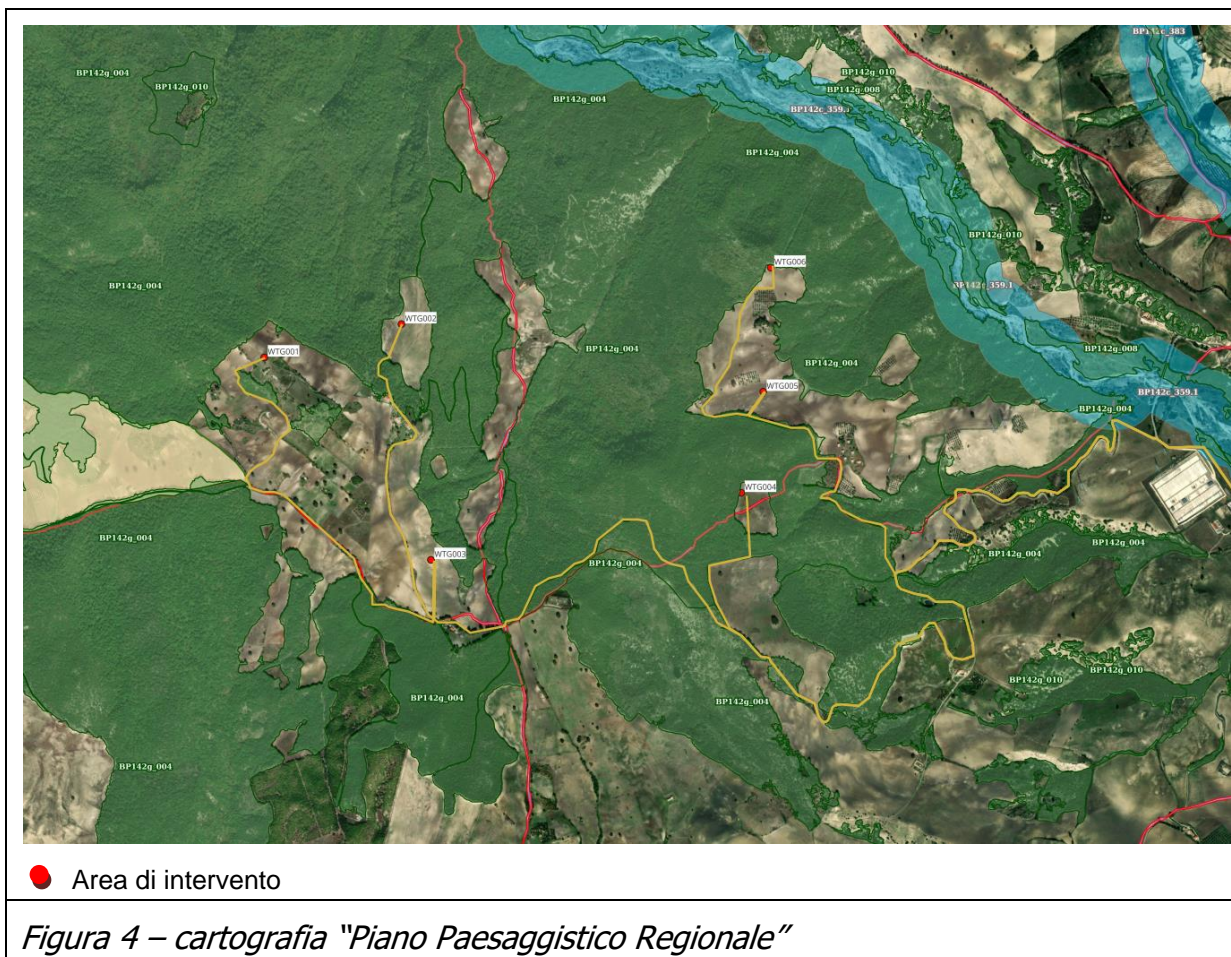 BP142c_383
BP142g_004
BP142g_010
BP142g_010
BP142g_008
BP142g_004
BP142c_359.
BP142g_004
BP142g_010
WTG006
BP142g_004
BP142c_359.1
WTG002
WTG001
BP142g_004
BP142g_008
BP142g_004
WTG005
BP142c_359.1
BP142g_004
WTG004
BP142g_004
WTG003
BP142g_004
BP142g_004
BP142g_004
BP142g_010
BP142g_010
BP142g_004
BP142g_004
BP142g_004
Area di intervento
Figura 4 – cartografia "Piano Paesaggistico Regionale"